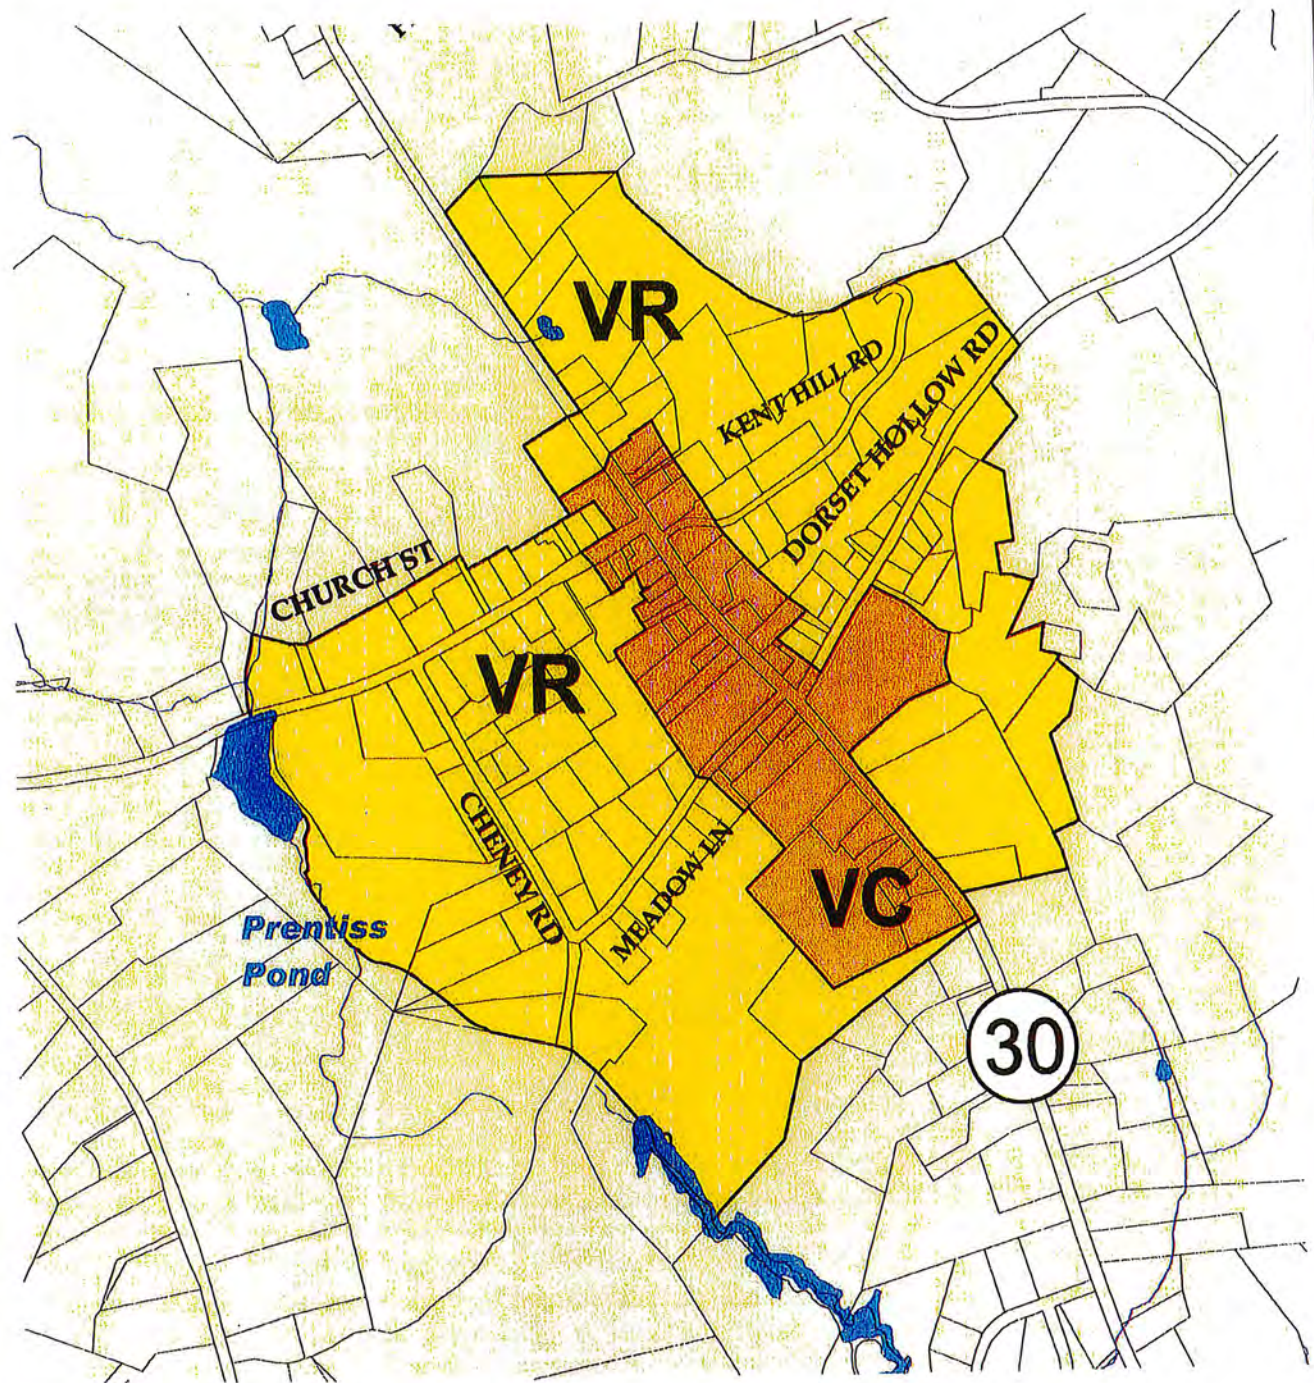 VR
KENT HILL RD
DORSET HOLLOW RD
CHURCH ST
VR
CHENEY RD
MEADOW LN
VC
Prentiss
Pond
30